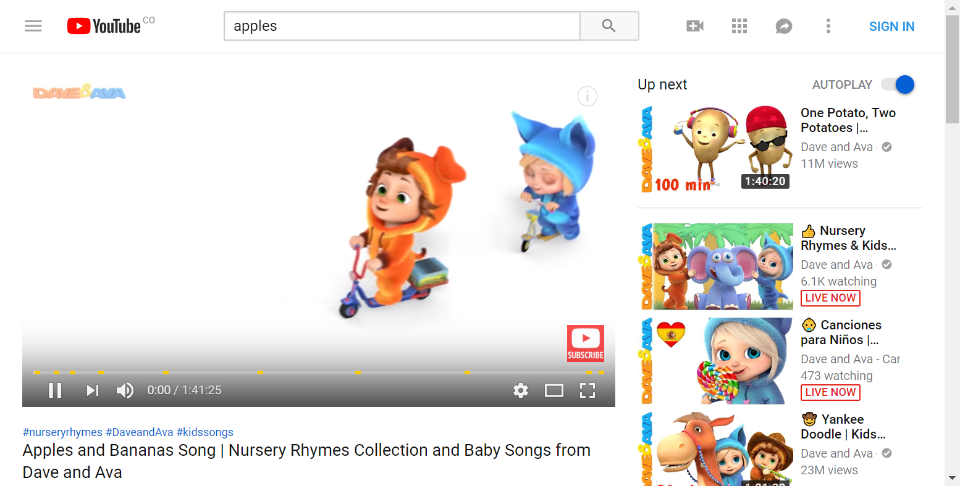 YouTube CO
apples
SIGN IN
DAVE & AVA
i
SUBSCRIBE
0:00 / 1:41:25
#nurseryrhymes #DaveandAva #kidssongs
Apples and Bananas Song | Nursery Rhymes Collection and Baby Songs from
Dave and Ava
Up next
AUTOPLAY
DAVE & AVA
100 min
1:40:20
One Potato, Two
Potatoes |...
Dave and Ava
11M views
DAVE & AVA
👍 Nursery
Rhymes & Kids...
Dave and Ava
6.1K watching
LIVE NOW
DAVE & AVA
👶 Canciones
para Niños |...
Dave and Ava - Car
473 watching
LIVE NOW
DAVE & AVA
🤠 Yankee
Doodle | Kids...
Dave and Ava
23M views